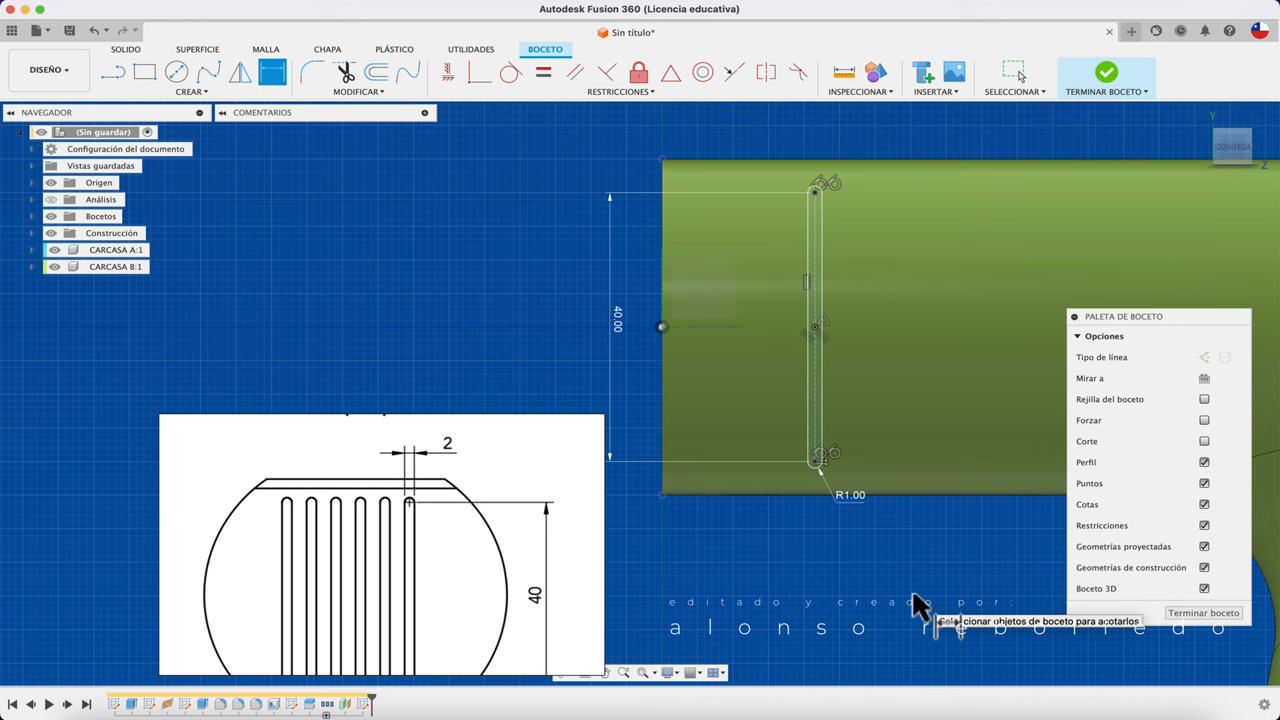 Autodesk Fusion 360 (Licencia educativa)
Sin título*
DISEÑO
SÓLIDO SUPERFICIE MALLA CHAPA PLÁSTICO UTILIDADES BOCETO
CREAR MODIFICAR RESTRICCIONES INSPECCIONAR INSERTAR SELECCIONAR TERMINAR BOCETO
NAVEGADOR
COMENTARIOS
(Sin guardar)
Configuración del documento
Vistas guardadas
Origen
Análisis
Bocetos
Construcción
CARCASA A:1
CARCASA B:1
Y
IZQUIERDA
Z
40.00
R1.00
2
40
PALETA DE BOCETO
Opciones
Tipo de línea
Mirar a
Rejilla del boceto
Forzar
Corte
Perfil
Puntos
Cotas
Restricciones
Geometrías proyectadas
Geometrías de construcción
Boceto 3D
Terminar boceto
editado y creado por:
cionar objetos de boceto para acotarlos
alonso